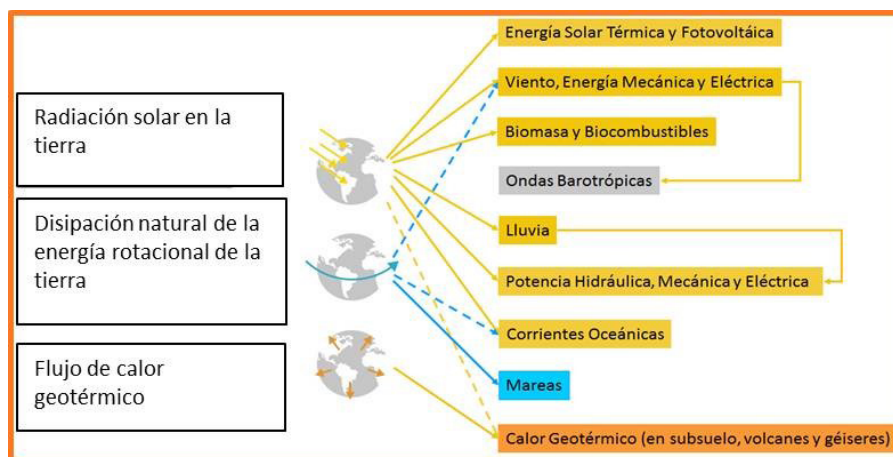 Radiación solar en la
tierra
Disipación natural de la
energía rotacional de la
tierra
Flujo de calor
geotérmico
Energía Solar Térmica y Fotovoltáica
Viento, Energía Mecánica y Eléctrica
Biomasa y Biocombustibles
Ondas Barotrópicas
Lluvia
Potencia Hidráulica, Mecánica y Eléctrica
Corrientes Oceánicas
Mareas
Calor Geotérmico (en subsuelo, volcanes y géiseres)